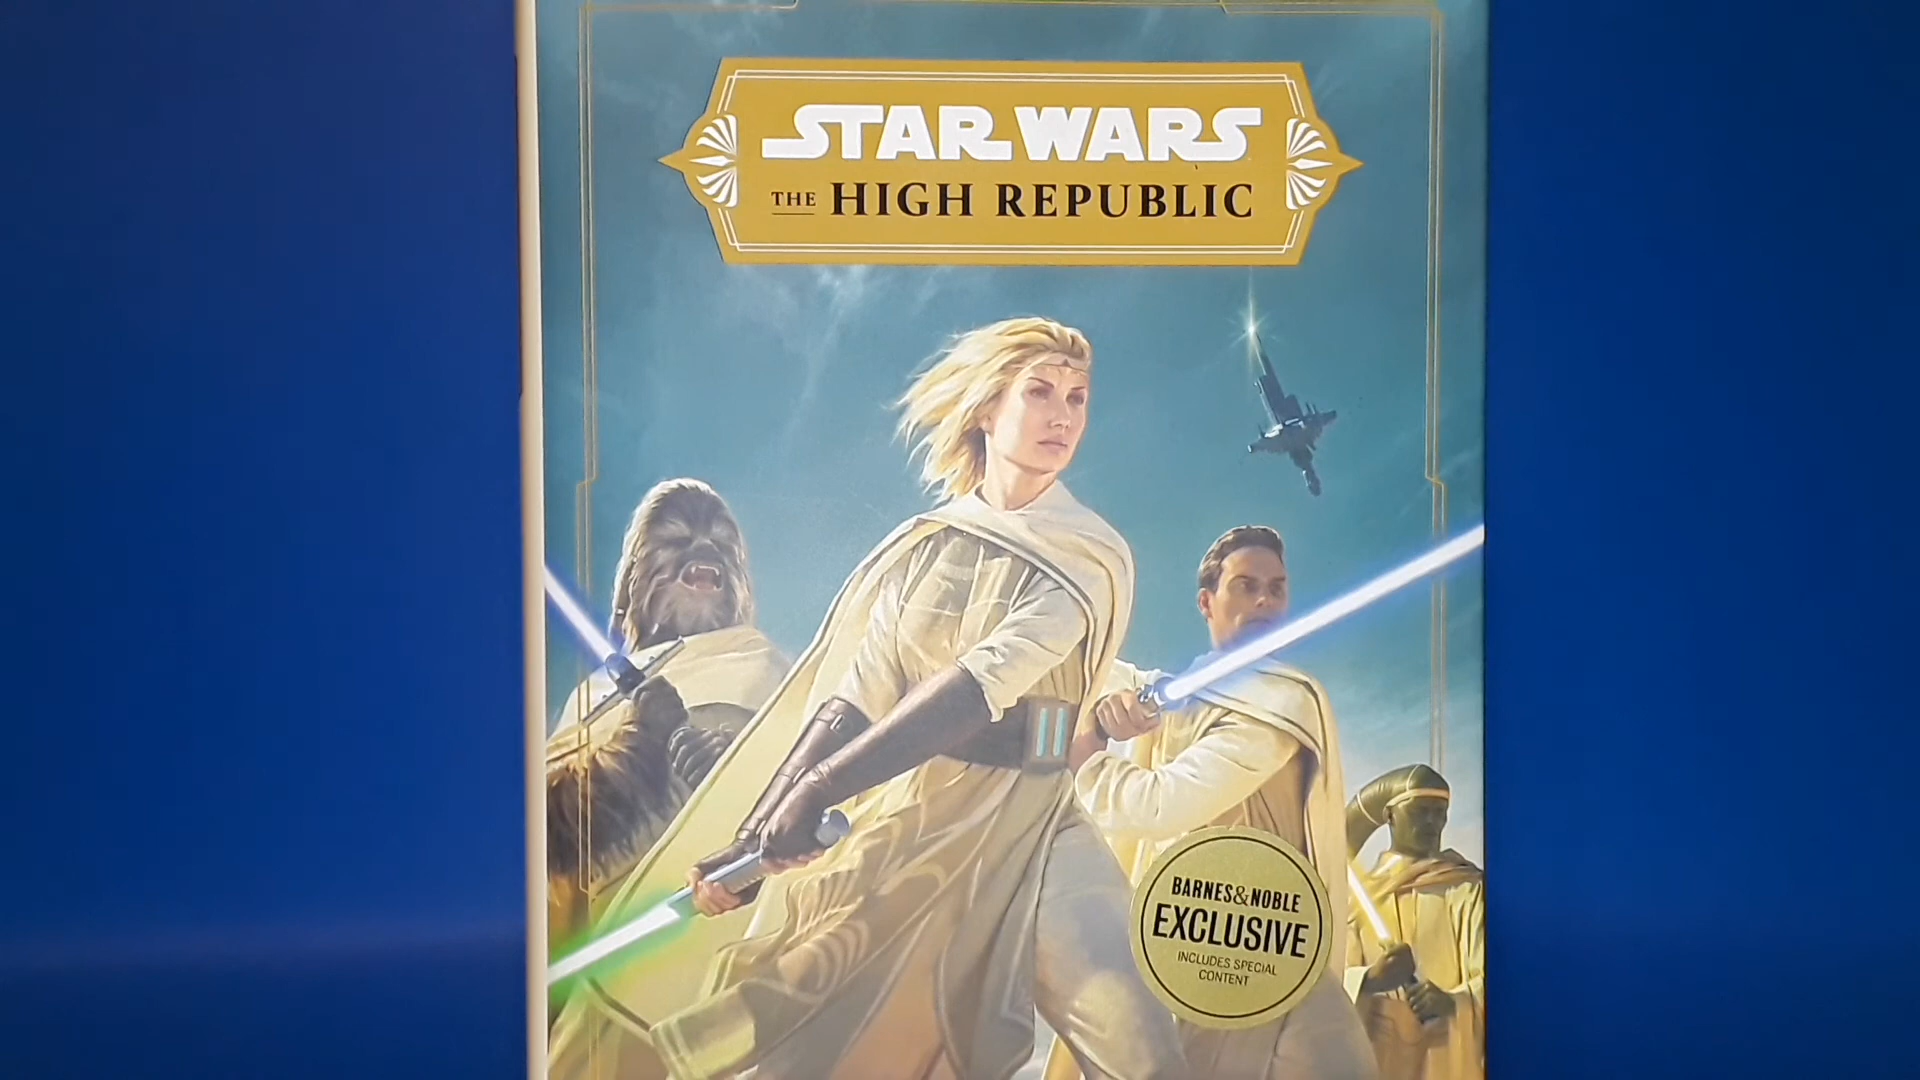 STAR WARS
THE HIGH REPUBLIC
BARNES&NOBLE
EXCLUSIVE
INCLUDES SPECIAL
CONTENT